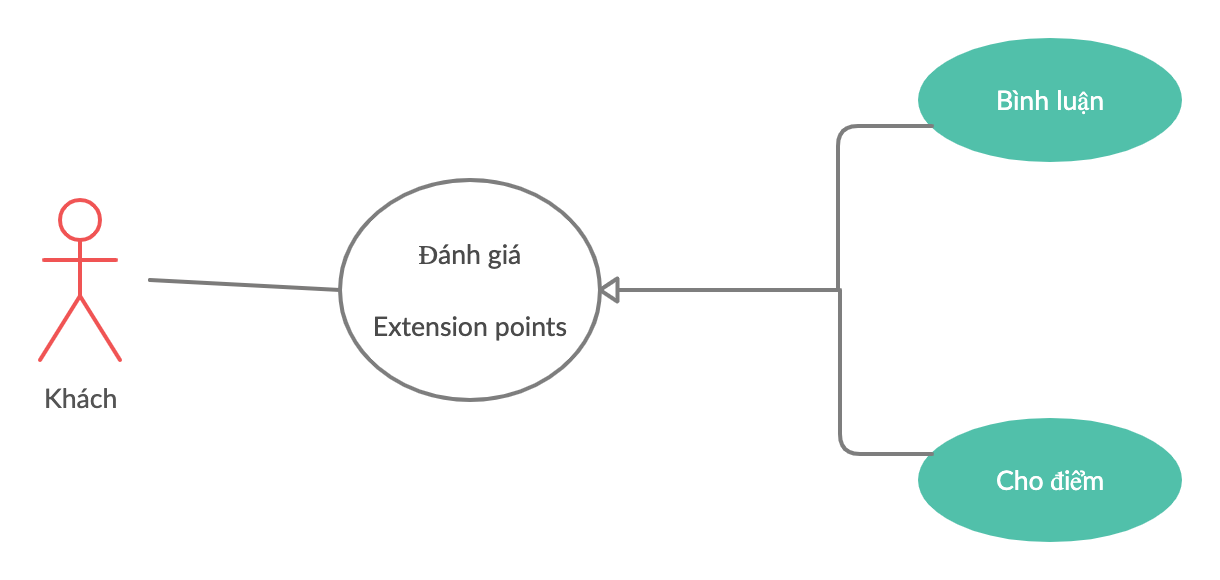 Bình luận
Đánh giá
Extension points
Khách
Cho điểm